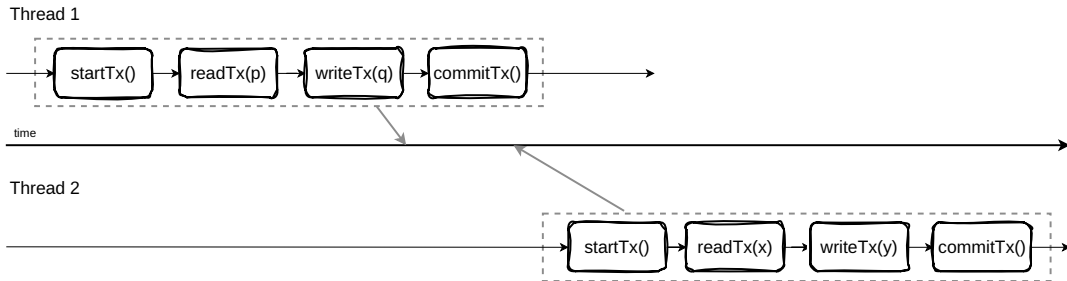 Thread 1
startTx() readTx(p) writeTx(q) commitTx()
time
Thread 2
startTx() readTx(x) writeTx(y) commitTx()